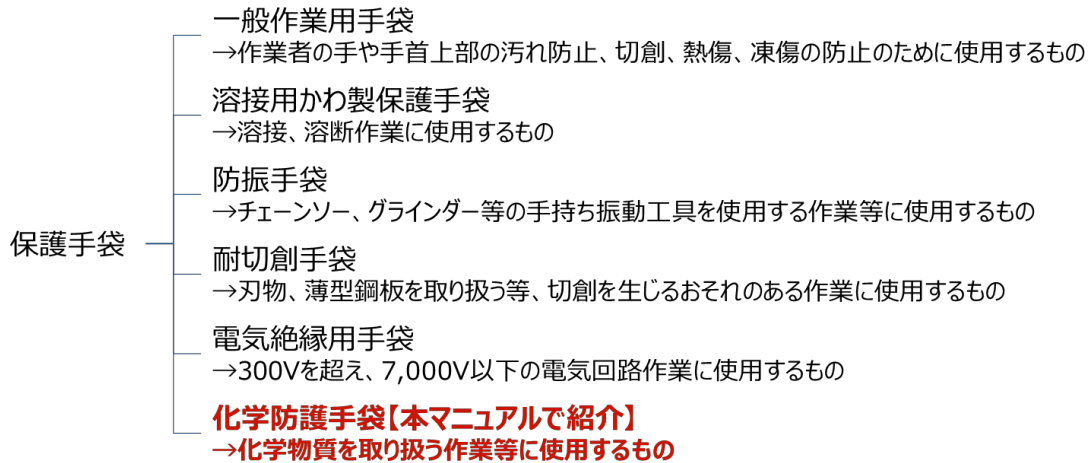 一般作業用手袋
→作業者の手や手首上部の汚れ防止、切創、熱傷、凍傷の防止のために使用するもの
溶接用かわ製保護手袋
→溶接、溶断作業に使用するもの
防振手袋
→チェーンソー、グラインダー等の手持ち振動工具を使用する作業等に使用するもの
保護手袋
耐切創手袋
→刃物、薄型鋼板を取り扱う等、切創を生じるおそれのある作業に使用するもの
電気絶縁用手袋
→300Vを超え、7,000V以下の電気回路作業に使用するもの
化学防護手袋【本マニュアルで紹介】
→化学物質を取り扱う作業等に使用するもの